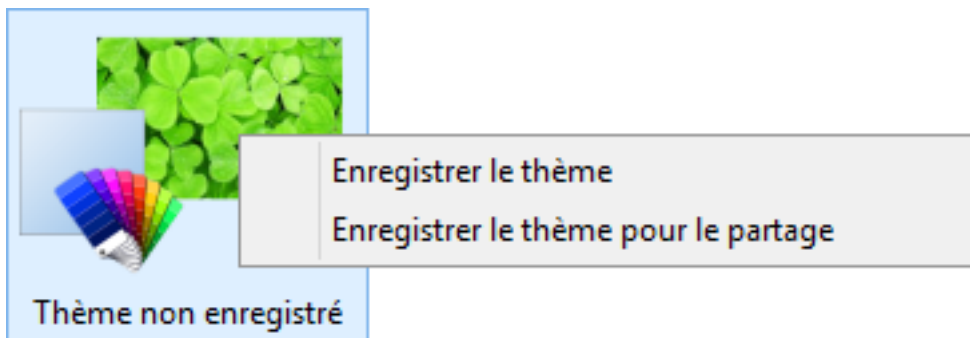 Enregistrer le thème
Enregistrer le thème pour le partage
Thème non enregistré